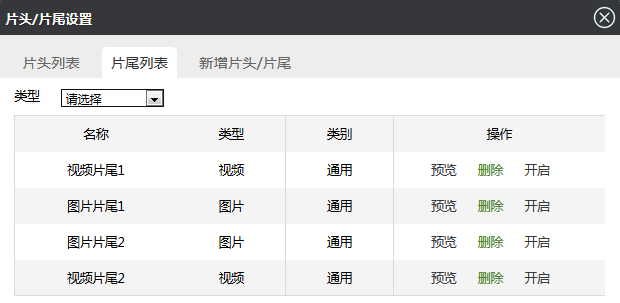 片头/片尾设置
片头列表 片尾列表 新增片头/片尾
类型 请选择
名称 类型 类别 操作
视频片尾1 视频 通用 预览 删除 开启
图片片尾1 图片 通用 预览 删除 开启
图片片尾2 图片 通用 预览 删除 开启
视频片尾2 视频 通用 预览 删除 开启